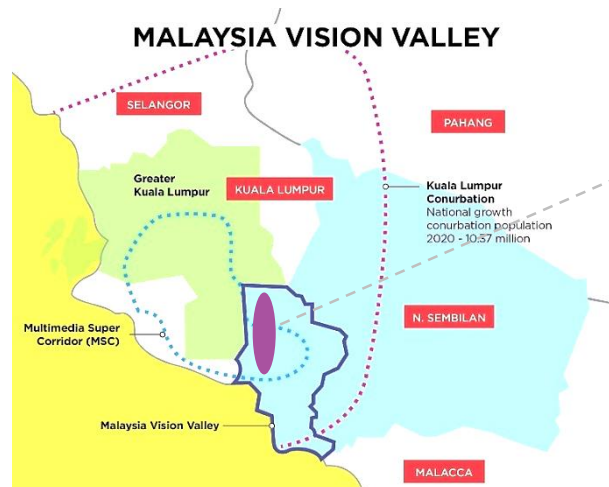 MALAYSIA VISION VALLEY
SELANGOR
PAHANG
Greater
Kuala Lumpur
KUALA LUMPUR
Kuala Lumpur
Conurbation
National growth
conurbation population
2020 - 10.37 million
N. SEMBILAN
Multimedia Super
Corridor (MSC)
Malaysia Vision Valley
MALACCA